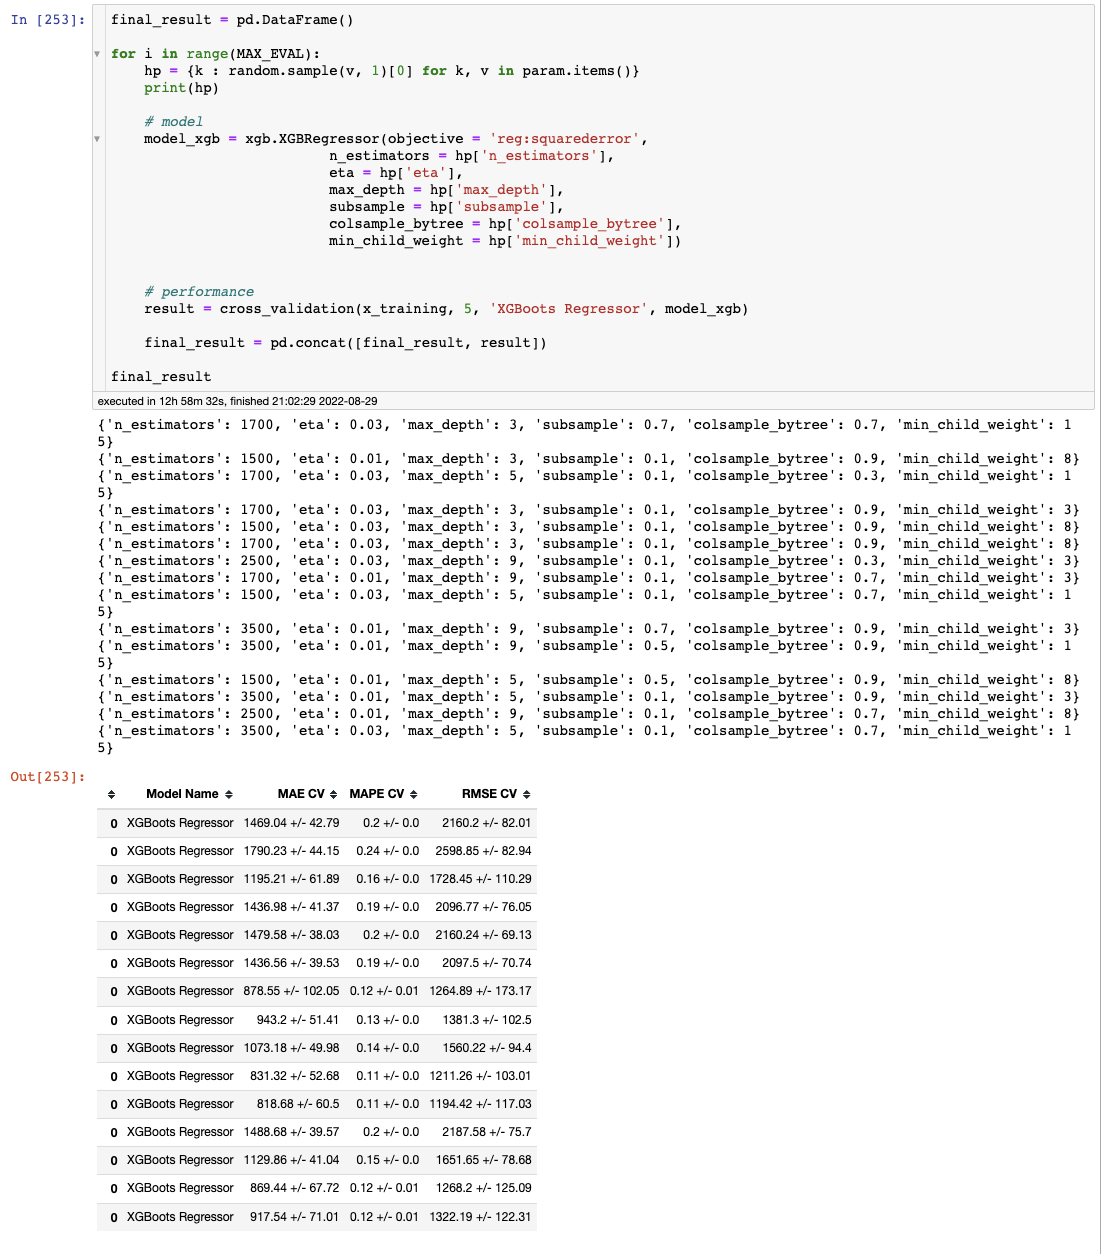 In [253]:
final_result = pd.DataFrame()
for i in range(MAX_EVAL):
hp = {k : random.sample(v, 1)[0] for k, v in param.items()}
print(hp)
# model
model_xgb = xgb.XGBRegressor(objective = 'reg:squarederror',
n_estimators = hp['n_estimators'],
eta = hp['eta'],
max_depth = hp['max_depth'],
subsample = hp['subsample'],
colsample_bytree = hp['colsample_bytree'],
min_child_weight = hp['min_child_weight'])
# performance
result = cross_validation(x_training, 5, 'XGBoots Regressor', model_xgb)
final_result = pd.concat([final_result, result])
final_result
executed in 12h 58m 32s, finished 21:02:29 2022-08-29
{'n_estimators': 1700, 'eta': 0.03, 'max_depth': 3, 'subsample': 0.7, 'colsample_bytree': 0.7, 'min_child_weight': 1
5}
{'n_estimators': 1500, 'eta': 0.01, 'max_depth': 3, 'subsample': 0.1, 'colsample_bytree': 0.9, 'min_child_weight': 8}
{'n_estimators': 1700, 'eta': 0.03, 'max_depth': 5, 'subsample': 0.1, 'colsample_bytree': 0.3, 'min_child_weight': 1
5}
{'n_estimators': 1700, 'eta': 0.03, 'max_depth': 3, 'subsample': 0.1, 'colsample_bytree': 0.9, 'min_child_weight': 3}
{'n_estimators': 1500, 'eta': 0.03, 'max_depth': 3, 'subsample': 0.1, 'colsample_bytree': 0.9, 'min_child_weight': 8}
{'n_estimators': 1700, 'eta': 0.03, 'max_depth': 3, 'subsample': 0.1, 'colsample_bytree': 0.9, 'min_child_weight': 8}
{'n_estimators': 2500, 'eta': 0.03, 'max_depth': 9, 'subsample': 0.1, 'colsample_bytree': 0.3, 'min_child_weight': 3}
{'n_estimators': 1700, 'eta': 0.01, 'max_depth': 9, 'subsample': 0.1, 'colsample_bytree': 0.7, 'min_child_weight': 3}
{'n_estimators': 1500, 'eta': 0.03, 'max_depth': 5, 'subsample': 0.1, 'colsample_bytree': 0.7, 'min_child_weight': 1
5}
{'n_estimators': 3500, 'eta': 0.01, 'max_depth': 9, 'subsample': 0.7, 'colsample_bytree': 0.9, 'min_child_weight': 3}
{'n_estimators': 3500, 'eta': 0.01, 'max_depth': 9, 'subsample': 0.5, 'colsample_bytree': 0.9, 'min_child_weight': 1
5}
{'n_estimators': 1500, 'eta': 0.01, 'max_depth': 5, 'subsample': 0.5, 'colsample_bytree': 0.9, 'min_child_weight': 8}
{'n_estimators': 3500, 'eta': 0.01, 'max_depth': 5, 'subsample': 0.1, 'colsample_bytree': 0.9, 'min_child_weight': 3}
{'n_estimators': 2500, 'eta': 0.01, 'max_depth': 9, 'subsample': 0.1, 'colsample_bytree': 0.7, 'min_child_weight': 8}
{'n_estimators': 3500, 'eta': 0.03, 'max_depth': 5, 'subsample': 0.1, 'colsample_bytree': 0.7, 'min_child_weight': 1
5}
Out[253]:
Model Name MAE CV MAPE CV RMSE CV
0 XGBoots Regressor 1469.04 +/- 42.79 0.2 +/- 0.0 2160.2 +/- 82.01
0 XGBoots Regressor 1790.23 +/- 44.15 0.24 +/- 0.0 2598.85 +/- 82.94
0 XGBoots Regressor 1195.21 +/- 61.89 0.16 +/- 0.0 1728.45 +/- 110.29
0 XGBoots Regressor 1436.98 +/- 41.37 0.19 +/- 0.0 2096.77 +/- 76.05
0 XGBoots Regressor 1479.58 +/- 38.03 0.2 +/- 0.0 2160.24 +/- 69.13
0 XGBoots Regressor 1436.56 +/- 39.53 0.19 +/- 0.0 2097.5 +/- 70.74
0 XGBoots Regressor 878.55 +/- 102.05 0.12 +/- 0.01 1264.89 +/- 173.17
0 XGBoots Regressor 943.2 +/- 51.41 0.13 +/- 0.0 1381.3 +/- 102.5
0 XGBoots Regressor 1073.18 +/- 49.98 0.14 +/- 0.0 1560.22 +/- 94.4
0 XGBoots Regressor 831.32 +/- 52.68 0.11 +/- 0.0 1211.26 +/- 103.01
0 XGBoots Regressor 818.68 +/- 60.5 0.11 +/- 0.0 1194.42 +/- 117.03
0 XGBoots Regressor 1488.68 +/- 39.57 0.2 +/- 0.0 2187.58 +/- 75.7
0 XGBoots Regressor 1129.86 +/- 41.04 0.15 +/- 0.0 1651.65 +/- 78.68
0 XGBoots Regressor 869.44 +/- 67.72 0.12 +/- 0.01 1268.2 +/- 125.09
0 XGBoots Regressor 917.54 +/- 71.01 0.12 +/- 0.01 1322.19 +/- 122.31